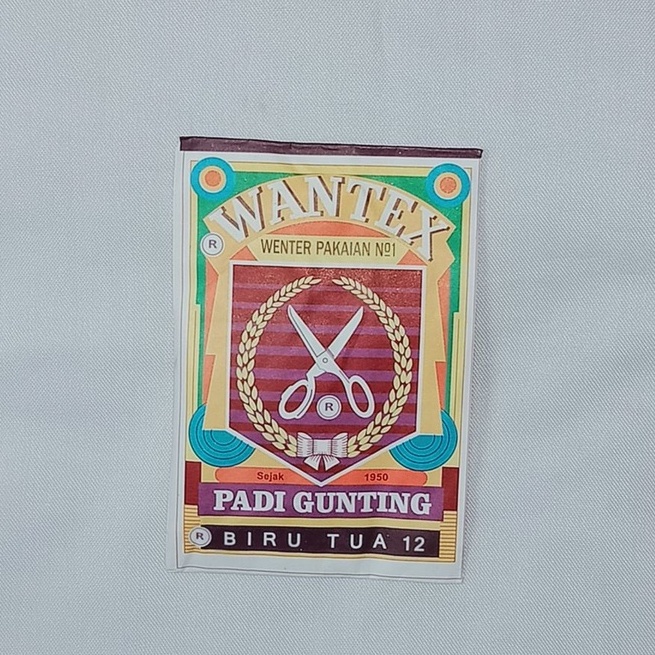 WANTEX
® WENTER PAKAIAN Nº1
®
Sejak 1950
PADI GUNTING
® BIRU TUA 12